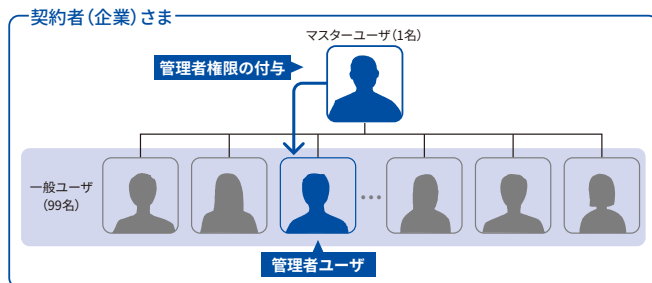 契約者（企業）さま
マスターユーザ（1名）
管理者権限の付与
一般ユーザ
（99名）
管理者ユーザ